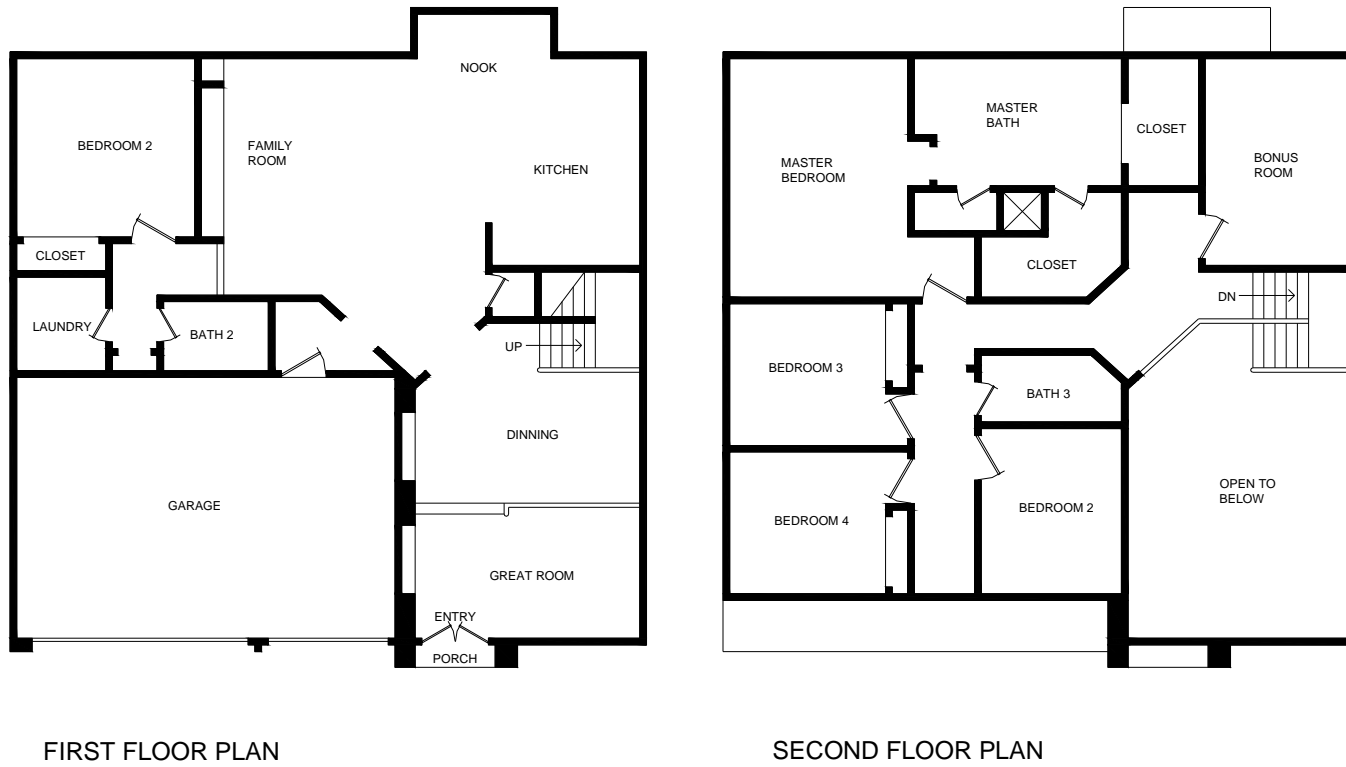 NOOK
BEDROOM 2
FAMILY
ROOM
KITCHEN
CLOSET
LAUNDRY
BATH 2
UP
DINNING
GARAGE
GREAT ROOM
ENTRY
PORCH
FIRST FLOOR PLAN
MASTER
BATH
CLOSET
MASTER
BEDROOM
BONUS
ROOM
CLOSET
DN
BEDROOM 3
BATH 3
OPEN TO
BELOW
BEDROOM 4
BEDROOM 2
SECOND FLOOR PLAN